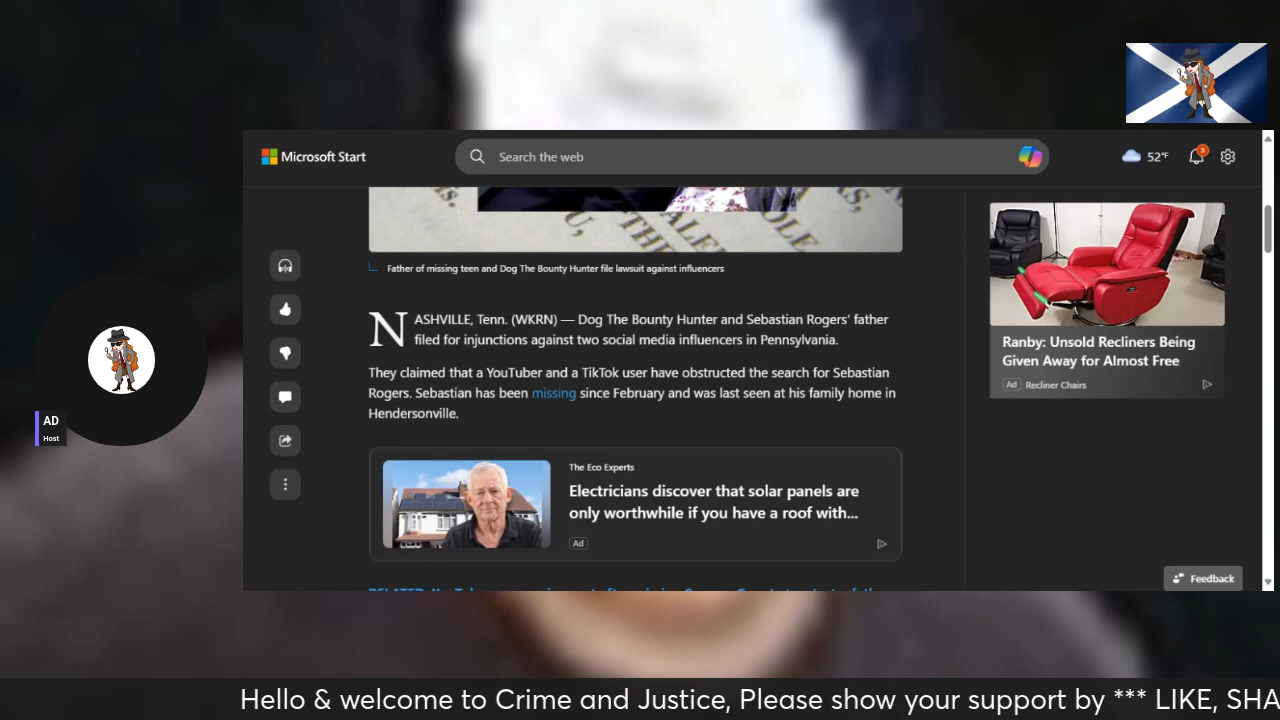 Microsoft Start
Search the web
52°F
3
Father of missing teen and Dog The Bounty Hunter file lawsuit against influencers
NASHVILLE, Tenn. (WKRN) — Dog The Bounty Hunter and Sebastian Rogers' father
filed for injunctions against two social media influencers in Pennsylvania.
They claimed that a YouTuber and a TikTok user have obstructed the search for Sebastian
Rogers. Sebastian has been missing since February and was last seen at his family home in
Hendersonville.
The Eco Experts
Electricians discover that solar panels are
only worthwhile if you have a roof with...
Ad
Ranby: Unsold Recliners Being
Given Away for Almost Free
Ad Recliner Chairs
Feedback
AD
Host
Hello & welcome to Crime and Justice, Please show your support by *** LIKE, SHA